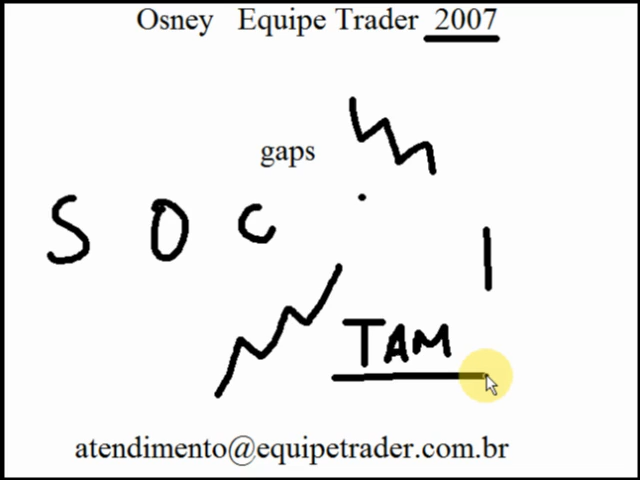 Osney Equipe Trader 2007
gaps
S O C
TAM
atendimento@equipetrader.com.br